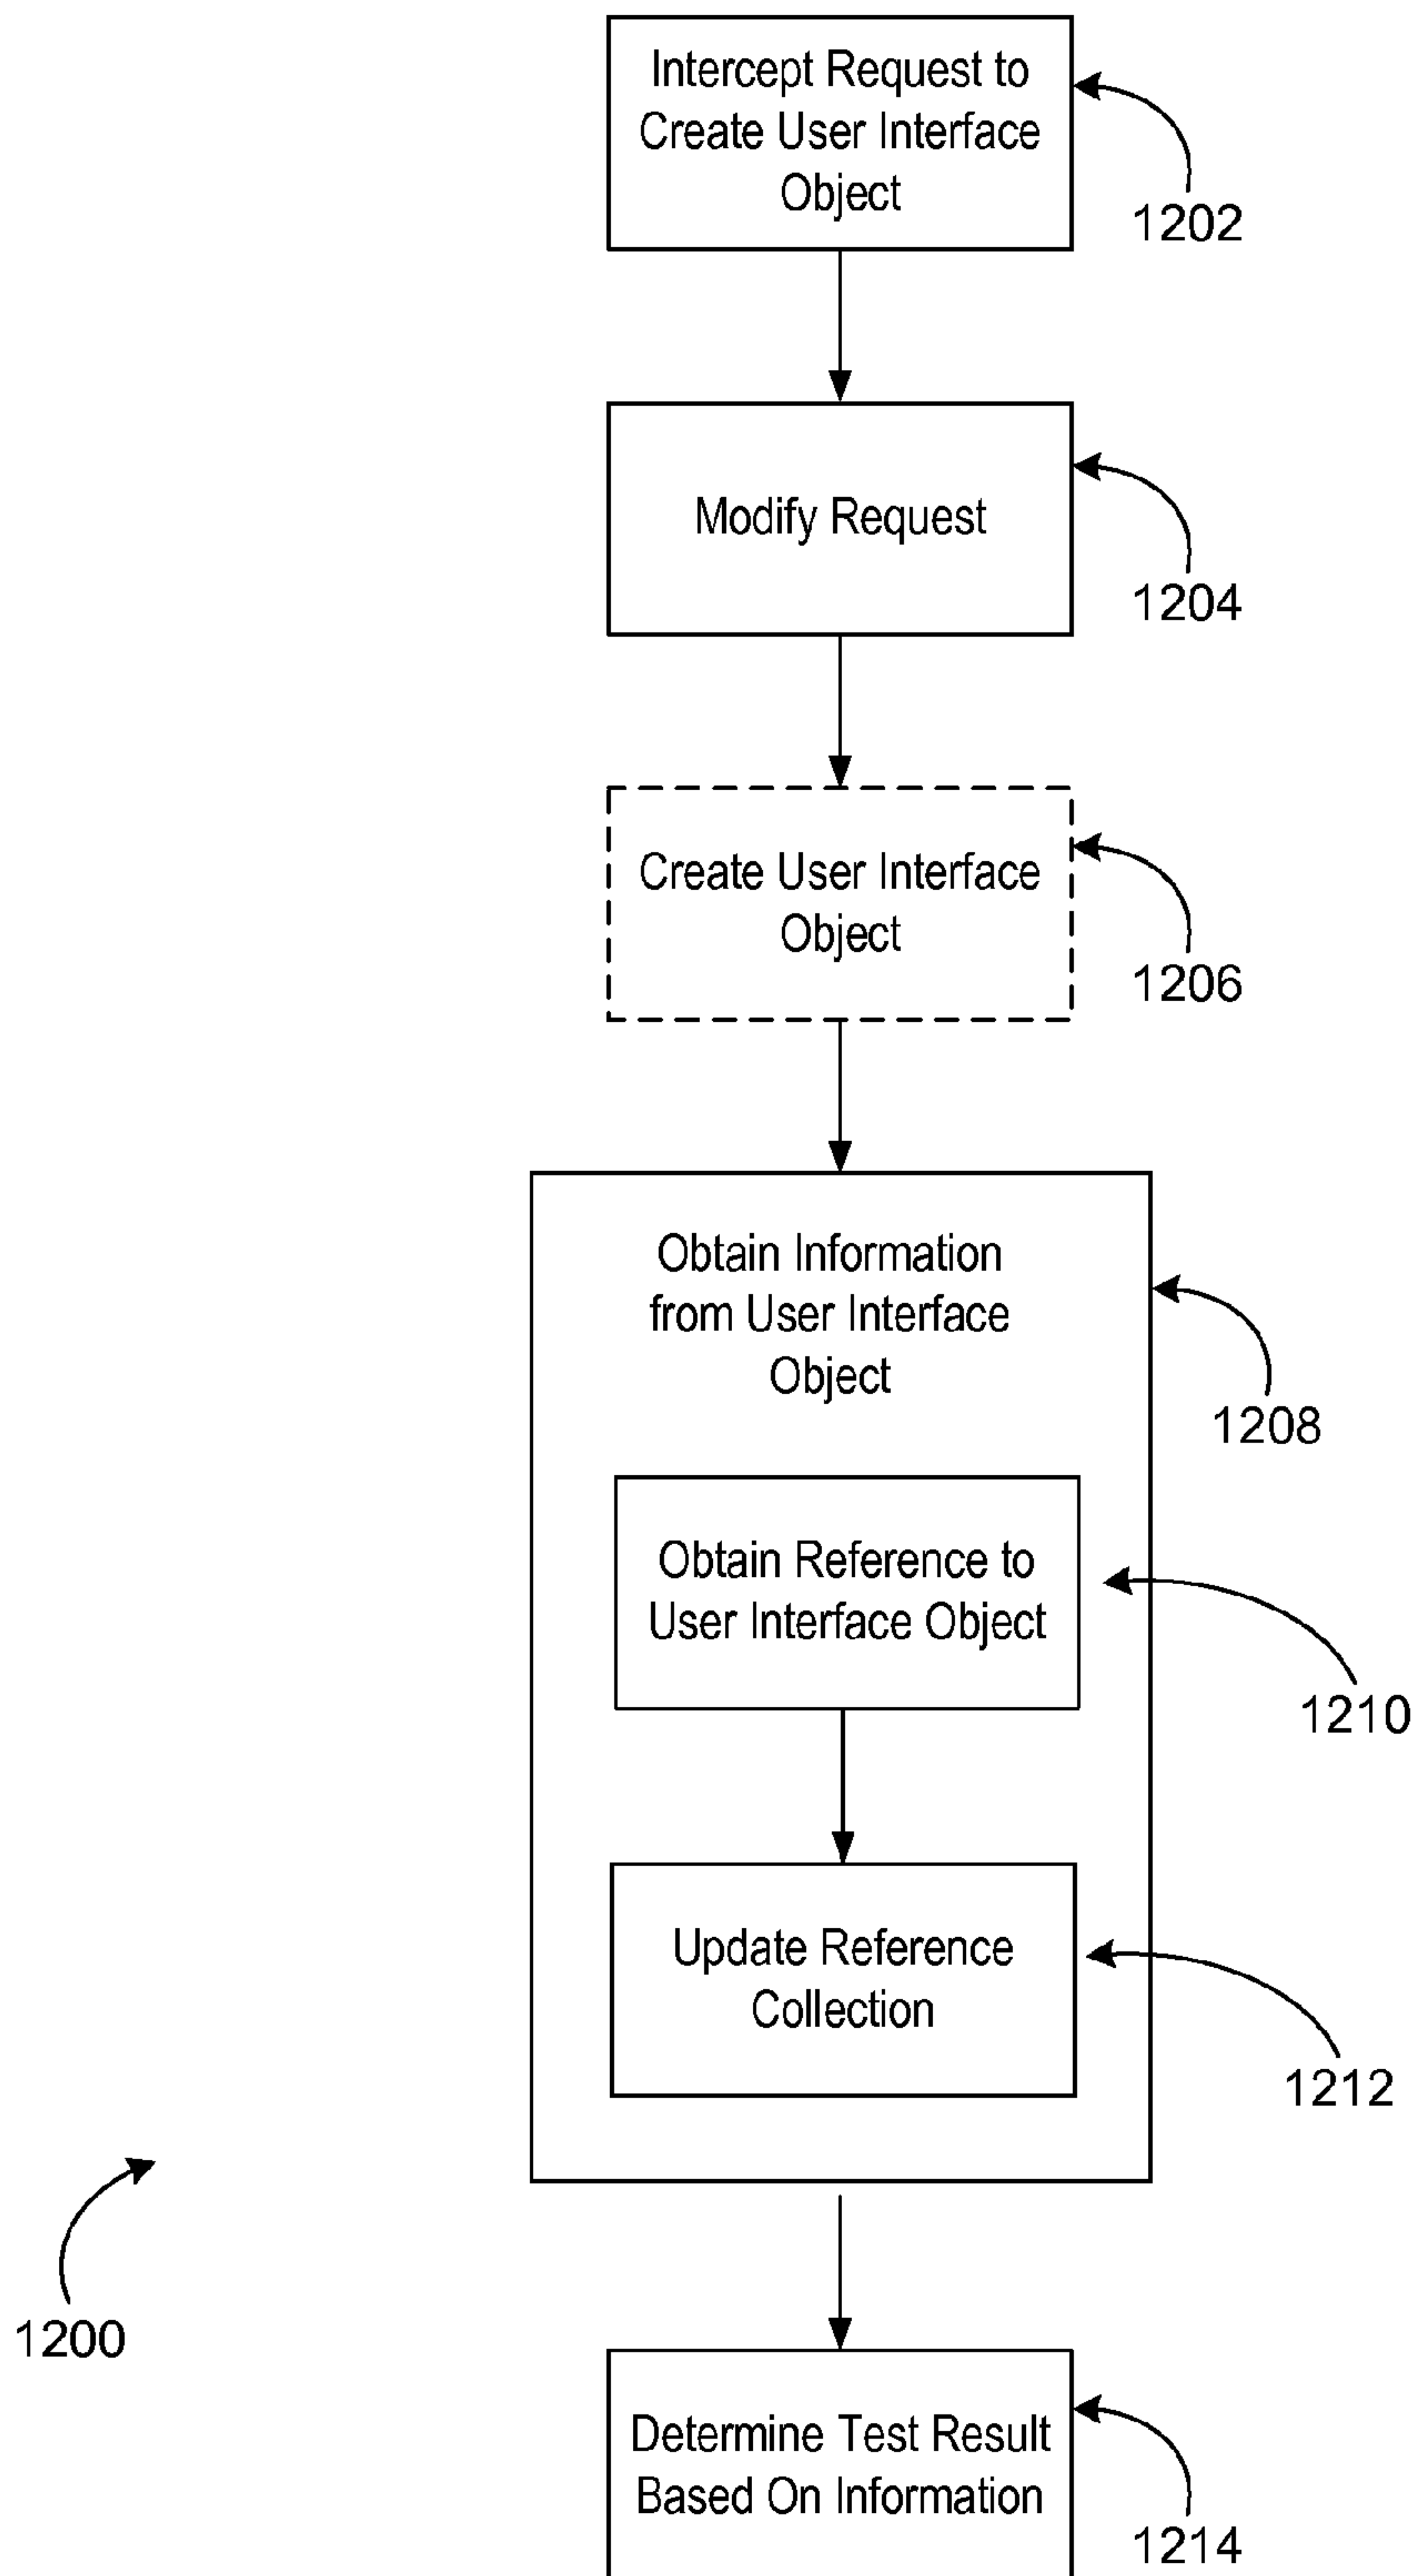 Intercept Request to
Create User Interface
Object
1202
Modify Request
1204
Create User Interface
Object
1206
Obtain Information
from User Interface
Object
1208
Obtain Reference to
User Interface Object
1210
Update Reference
Collection
1212
1200
Determine Test Result
Based On Information
1214